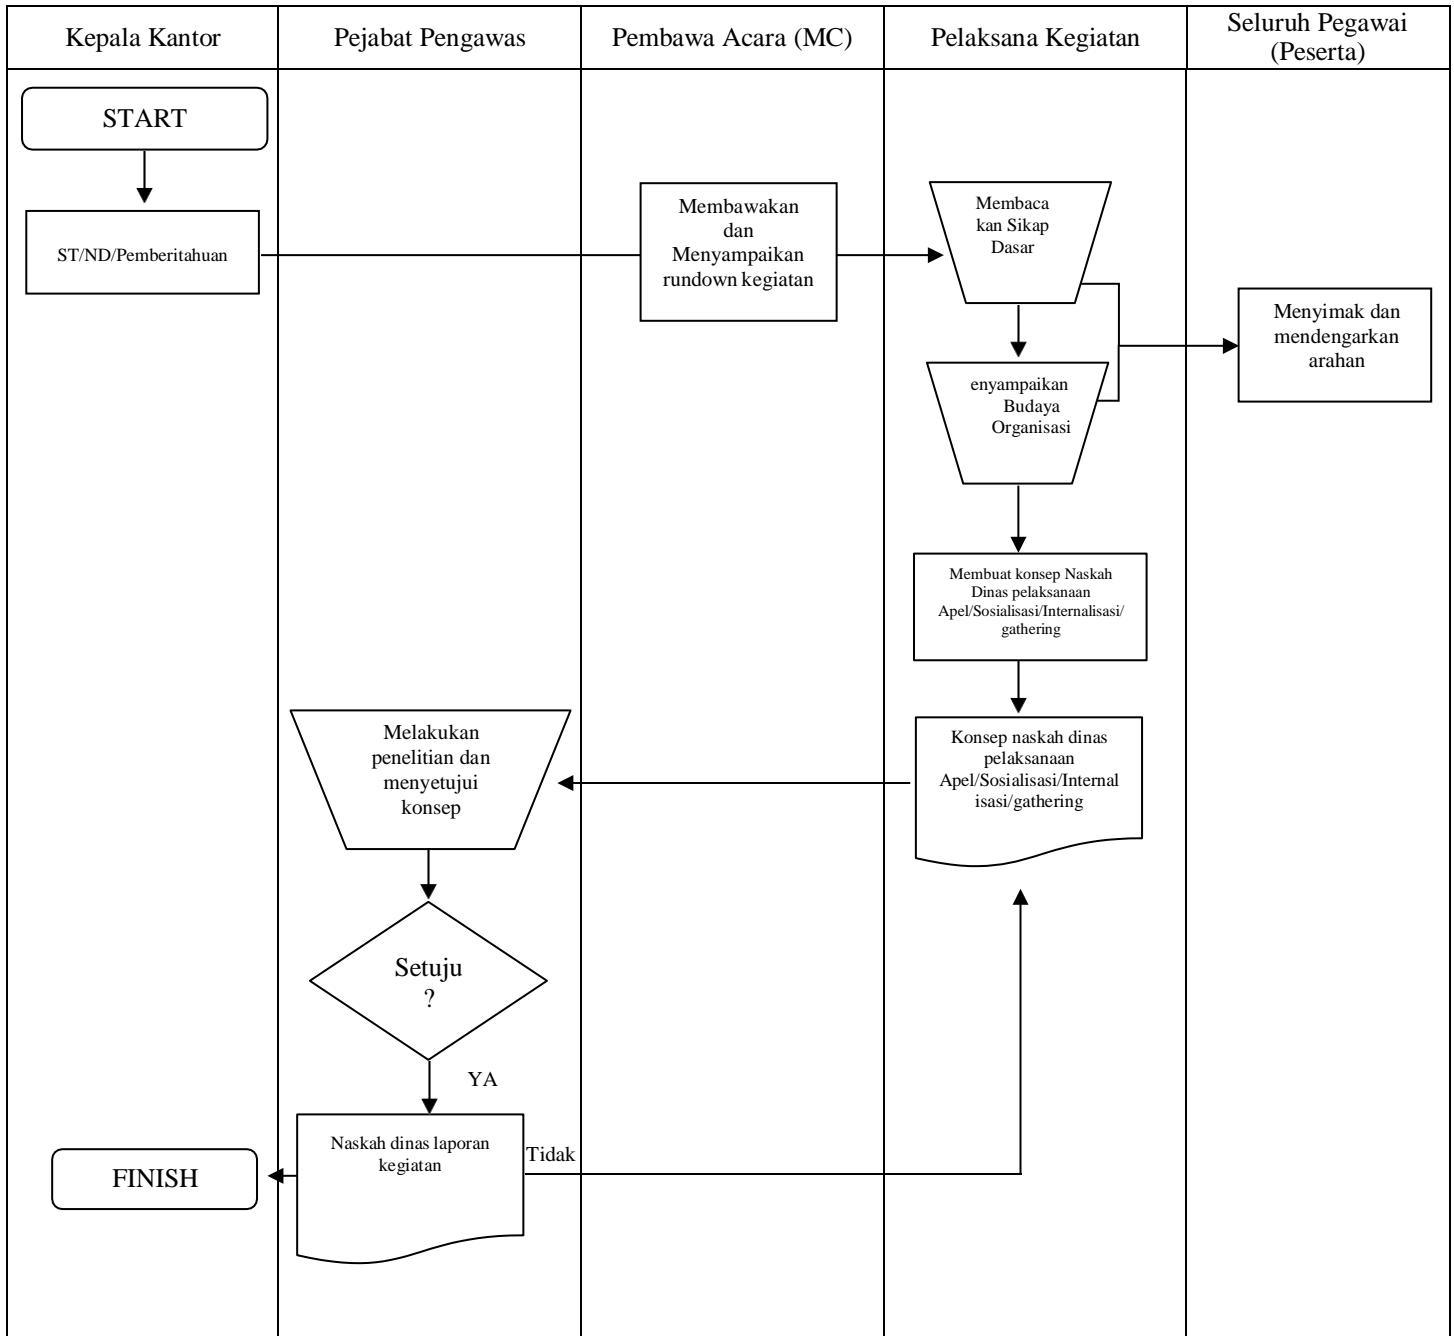 Kepala Kantor
Pejabat Pengawas
Pembawa Acara (MC)
Pelaksana Kegiatan
Seluruh Pegawai
(Peserta)
START
ST/ND/Pemberitahuan
Membawakan
dan
Menyampaikan
rundown kegiatan
Membaca
kan Sikap
Dasar
Menyimak dan
mendengarkan
arahan
enyampaikan
Budaya
Organisasi
Membuat konsep Naskah
Dinas pelaksanaan
Apel/Sosialisasi/Internalisasi/
gathering
Konsep naskah dinas
pelaksanaan
Apel/Sosialisasi/Internal
isasi/gathering
Melakukan
penelitian dan
menyetujui
konsep
Setuju
?
YA
Naskah dinas laporan
kegiatan
Tidak
FINISH